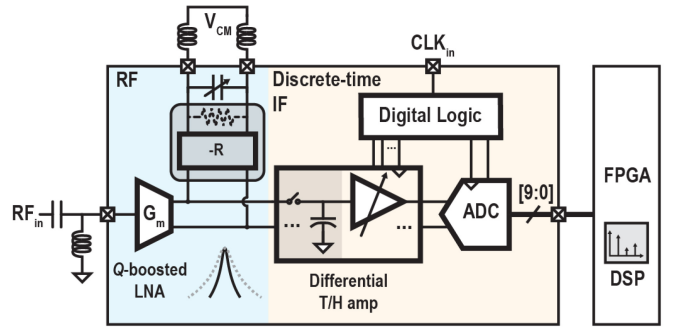 V_CM
CLK_in
RF
Discrete-time
IF
Digital Logic
...
-R
RF_in
G_m
...
...
ADC
[9:0]
FPGA
DSP
Q-boosted
LNA
Differential
T/H amp